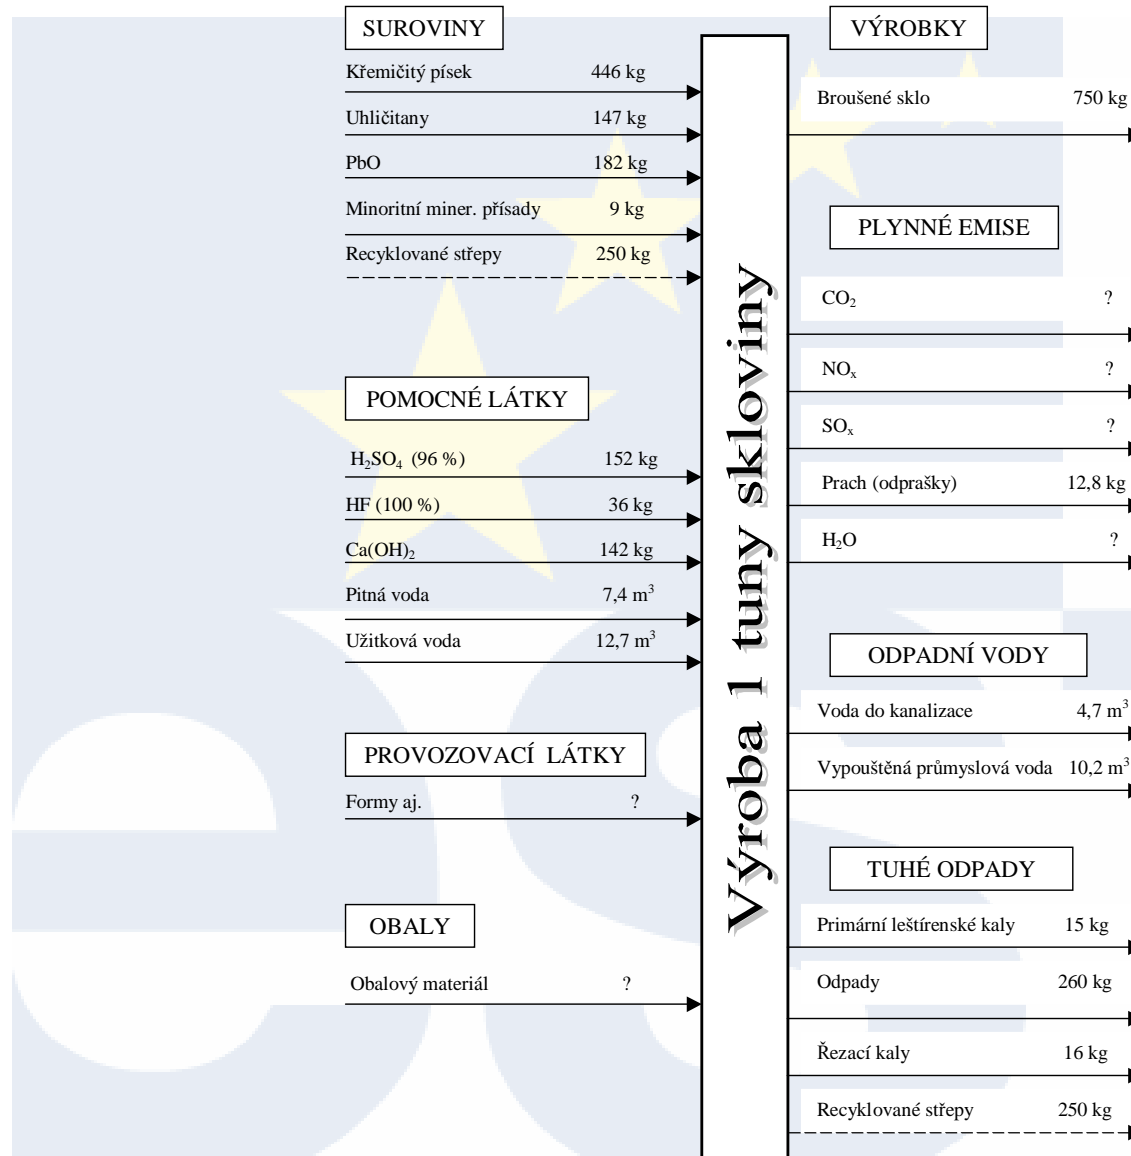 SUROVINY
Křemičitý písek 446 kg
Uhličitany 147 kg
PbO 182 kg
Minoritní miner. přísady 9 kg
Recyklované střepy 250 kg
POMOCNÉ LÁTKY
H₂SO₄ (96 %) 152 kg
HF (100 %) 36 kg
Ca(OH)₂ 142 kg
Pitná voda 7,4 m³
Užitková voda 12,7 m³
PROVOZOVACÍ LÁTKY
Formy aj. ?
OBALY
Obalový materiál ?
Výroba 1 tuny skloviny
VÝROBKY
Broušené sklo 750 kg
PLYNNÉ EMISE
CO₂ ?
NOₓ ?
SOₓ ?
Prach (odprašky) 12,8 kg
H₂O ?
ODPADNÍ VODY
Voda do kanalizace 4,7 m³
Vypouštěná průmyslová voda 10,2 m³
TUHÉ ODPADY
Primární leštírenské kaly 15 kg
Odpady 260 kg
Řezací kaly 16 kg
Recyklované střepy 250 kg